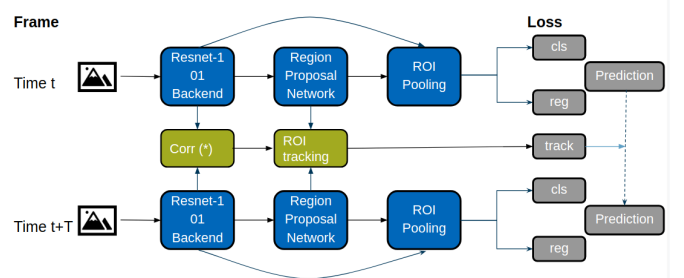 Frame
Loss
Time t
Resnet-1
01
Backend
Region
Proposal
Network
ROI
Pooling
cls
reg
Prediction
Corr (*)
ROI
tracking
track
Time t+T
Resnet-1
01
Backend
Region
Proposal
Network
ROI
Pooling
cls
reg
Prediction